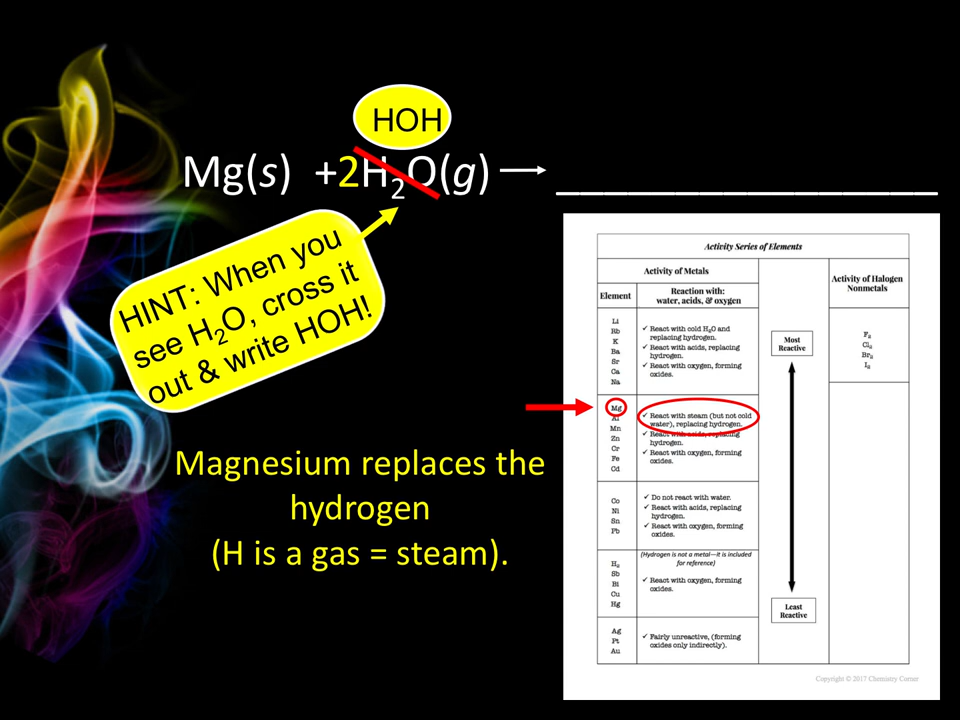 HOH
Mg(s) +2H₂O(g) → ________________
HINT: When you
see H₂O, cross it
out & write HOH!
Magnesium replaces the
hydrogen
(H is a gas = steam).
Activity Series of Elements
Activity of Metals
Element
Reaction with:
water, acids, & oxygen
Activity of Halogen
Nonmetals
Li
Rb
K
Ba
Sr
Ca
Na
✓ React with cold H₂O and
replacing hydrogen.
✓ React with acids, replacing
hydrogen.
✓ React with oxygen, forming
oxides.
Most
Reactive
F₂
Cl₂
Br₂
I₂
Mg
Al
Mn
Zn
Cr
Fe
Cd
✓ React with steam (but not cold
water), replacing hydrogen.
✓ React with acids, replacing
hydrogen.
✓ React with oxygen, forming
oxides.
Co
Ni
Sn
Pb
✓ Do not react with water.
✓ React with acids, replacing
hydrogen.
✓ React with oxygen, forming
oxides.
H₂
Sb
Bi
Cu
Hg
(Hydrogen is not a metal—it is included
for reference)
✓ React with oxygen, forming
oxides.
Least
Reactive
Ag
Pt
Au
✓ Fairly unreactive, (forming
oxides only indirectly).
Copyright © 2017 Chemistry Corner